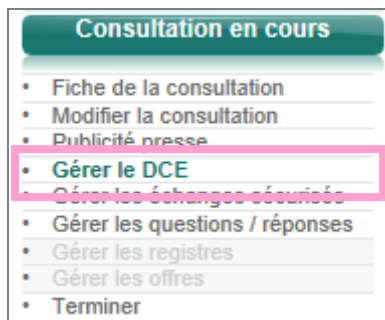 Consultation en cours
• Fiche de la consultation
• Modifier la consultation
• Publicité presse
• Gérer le DCE
• Gérer les échanges sécurisés
• Gérer les questions / réponses
• Gérer les registres
• Gérer les offres
• Terminer